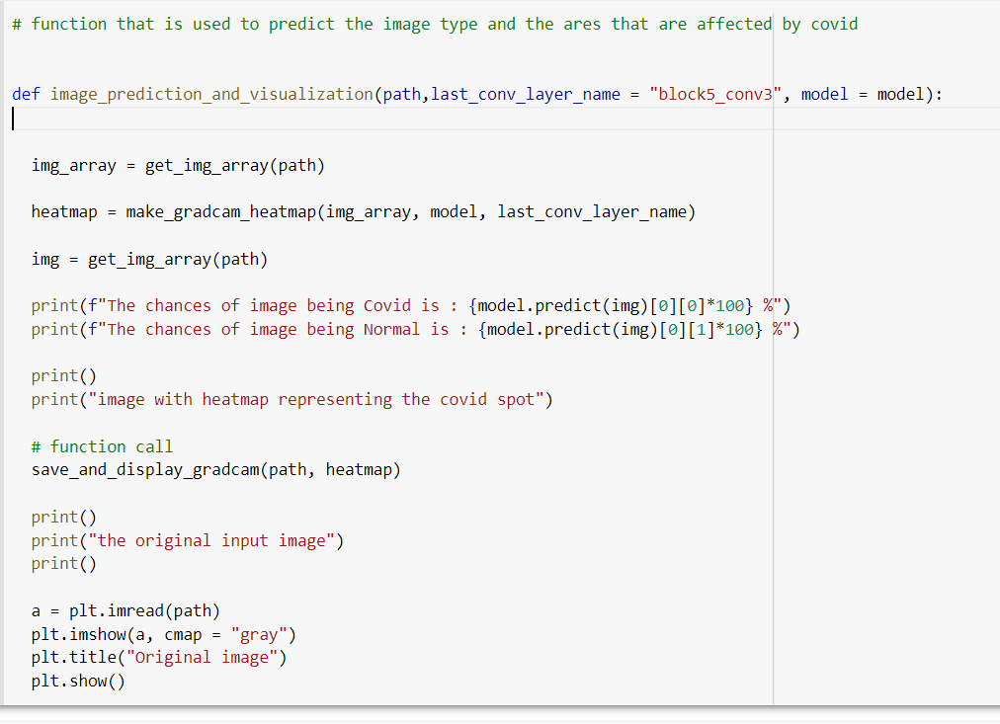 # function that is used to predict the image type and the ares that are affected by covid
def image_prediction_and_visualization(path,last_conv_layer_name = "block5_conv3", model = model):
img_array = get_img_array(path)
heatmap = make_gradcam_heatmap(img_array, model, last_conv_layer_name)
img = get_img_array(path)
print(f"The chances of image being Covid is : {model.predict(img)[0][0]*100} %")
print(f"The chances of image being Normal is : {model.predict(img)[0][1]*100} %")
print()
print("image with heatmap representing the covid spot")
# function call
save_and_display_gradcam(path, heatmap)
print()
print("the original input image")
print()
a = plt.imread(path)
plt.imshow(a, cmap = "gray")
plt.title("Original image")
plt.show()